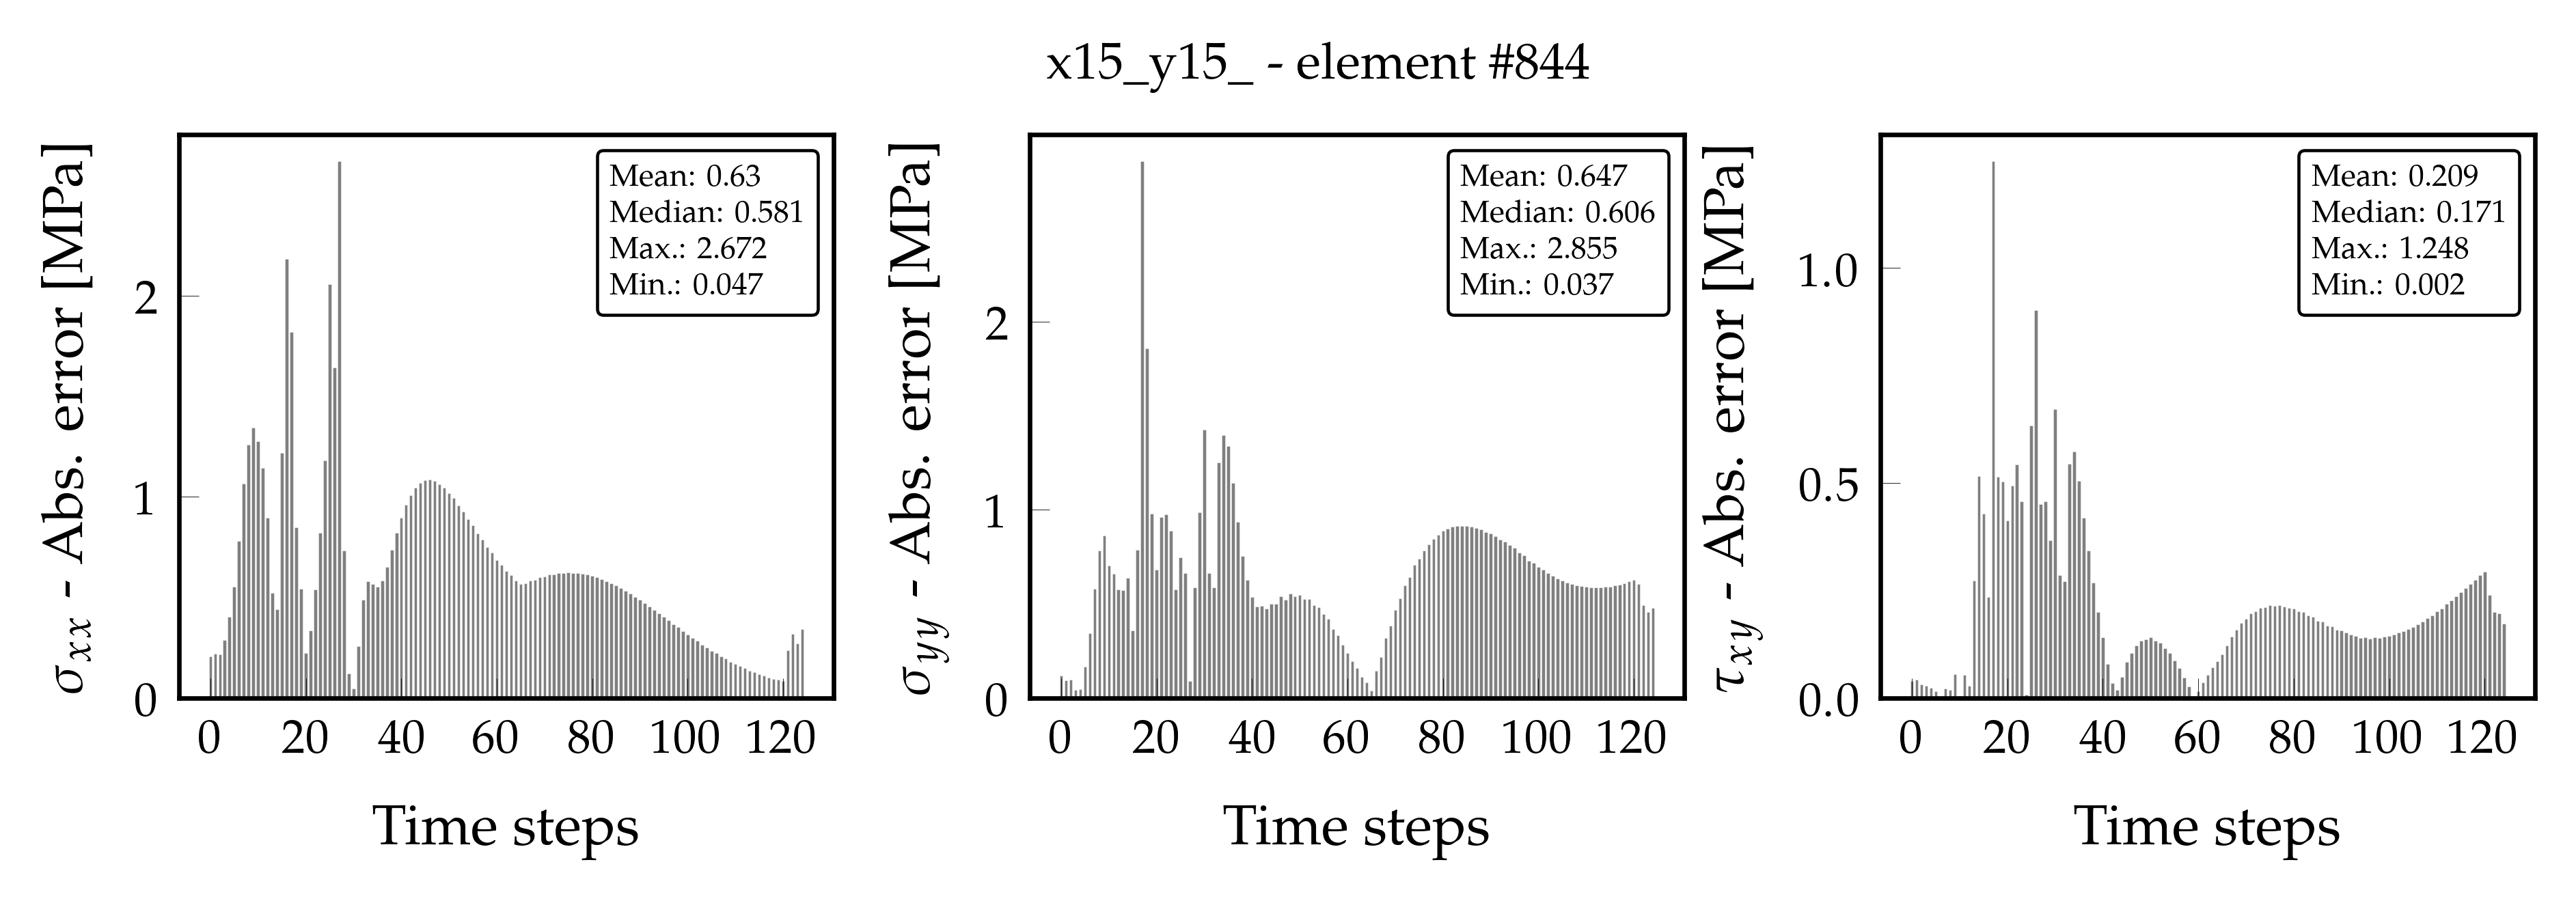 x15_y15_ - element #844
σxx - Abs. error [MPa]
2
1
0
0 20 40 60 80 100 120
Time steps
Mean: 0.63
Median: 0.581
Max.: 2.672
Min.: 0.047
σyy - Abs. error [MPa]
2
1
0
0 20 40 60 80 100 120
Time steps
Mean: 0.647
Median: 0.606
Max.: 2.855
Min.: 0.037
τxy - Abs. error [MPa]
1.0
0.5
0.0
0 20 40 60 80 100 120
Time steps
Mean: 0.209
Median: 0.171
Max.: 1.248
Min.: 0.002